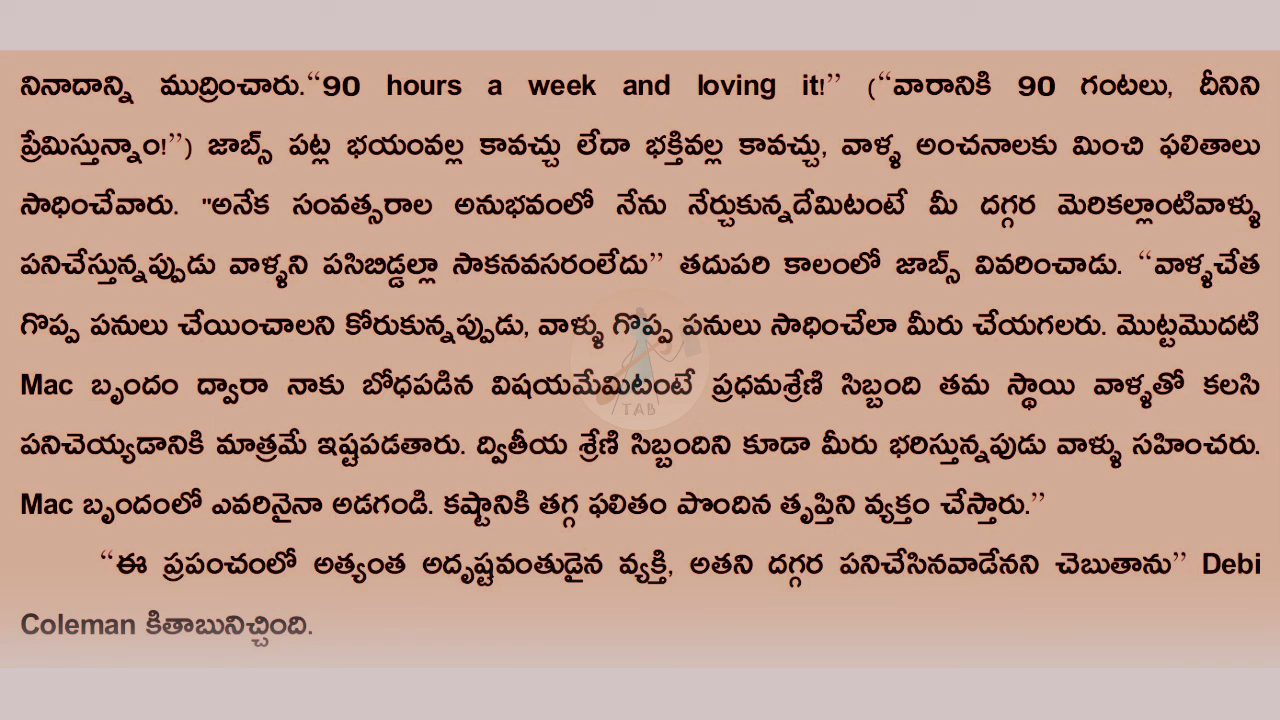 నినాదాన్ని ముద్రించారు.“90 hours a week and loving it!” (“వారానికి 90 గంటలు, దీనిని
ప్రేమిస్తున్నాం!”) జాబ్స్ పట్ల భయంవల్ల కావచ్చు లేదా భక్తివల్ల కావచ్చు, వాళ్ళ అంచనాలకు మించి ఫలితాలు
సాధించేవారు. "అనేక సంవత్సరాల అనుభవంలో నేను నేర్చుకున్నదేమిటంటే మీ దగ్గర మెరికల్లాంటివాళ్ళు
పనిచేస్తున్నప్పుడు వాళ్ళని పసిబిడ్డల్లా సాకనవసరంలేదు” తదుపరి కాలంలో జాబ్స్ వివరించాడు. “వాళ్ళచేత
గొప్ప పనులు చేయించాలని కోరుకున్నప్పుడు, వాళ్ళు గొప్ప పనులు సాధించేలా మీరు చేయగలరు. మొట్టమొదటి
Mac బృందం ద్వారా నాకు బోధపడిన విషయమేమిటంటే ప్రధమశ్రేణి సిబ్బంది తమ స్థాయి వాళ్ళతో కలసి
పనిచెయ్యడానికి మాత్రమే ఇష్టపడతారు. ద్వితీయ శ్రేణి సిబ్బందిని కూడా మీరు భరిస్తున్నపుడు వాళ్ళు సహించరు.
Mac బృందంలో ఎవరినైనా అడగండి. కష్టానికి తగ్గ ఫలితం పొందిన తృప్తిని వ్యక్తం చేస్తారు.”
“ఈ ప్రపంచంలో అత్యంత అదృష్టవంతుడైన వ్యక్తి, అతని దగ్గర పనిచేసినవాడేనని చెబుతాను” Debi
Coleman కితాబునిచ్చింది.
TAB